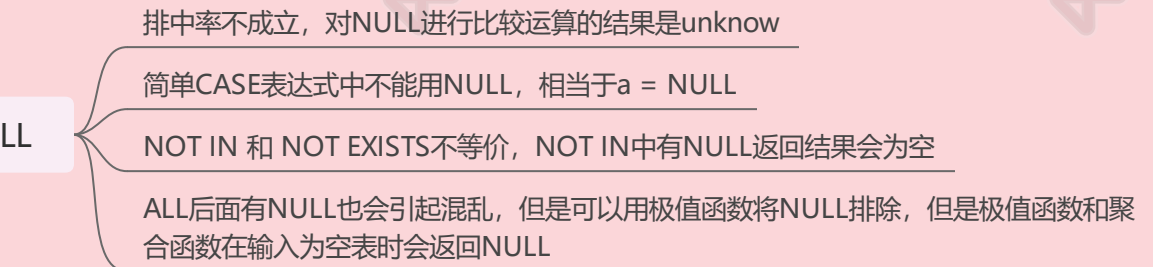 排中率不成立，对NULL进行比较运算的结果是unknow
简单CASE表达式中不能用NULL，相当于a = NULL
LL
NOT IN 和 NOT EXISTS不等价，NOT IN中有NULL返回结果会为空
ALL后面有NULL也会引起混乱，但是可以用极值函数将NULL排除，但是极值函数和聚
合函数在输入为空表时会返回NULL